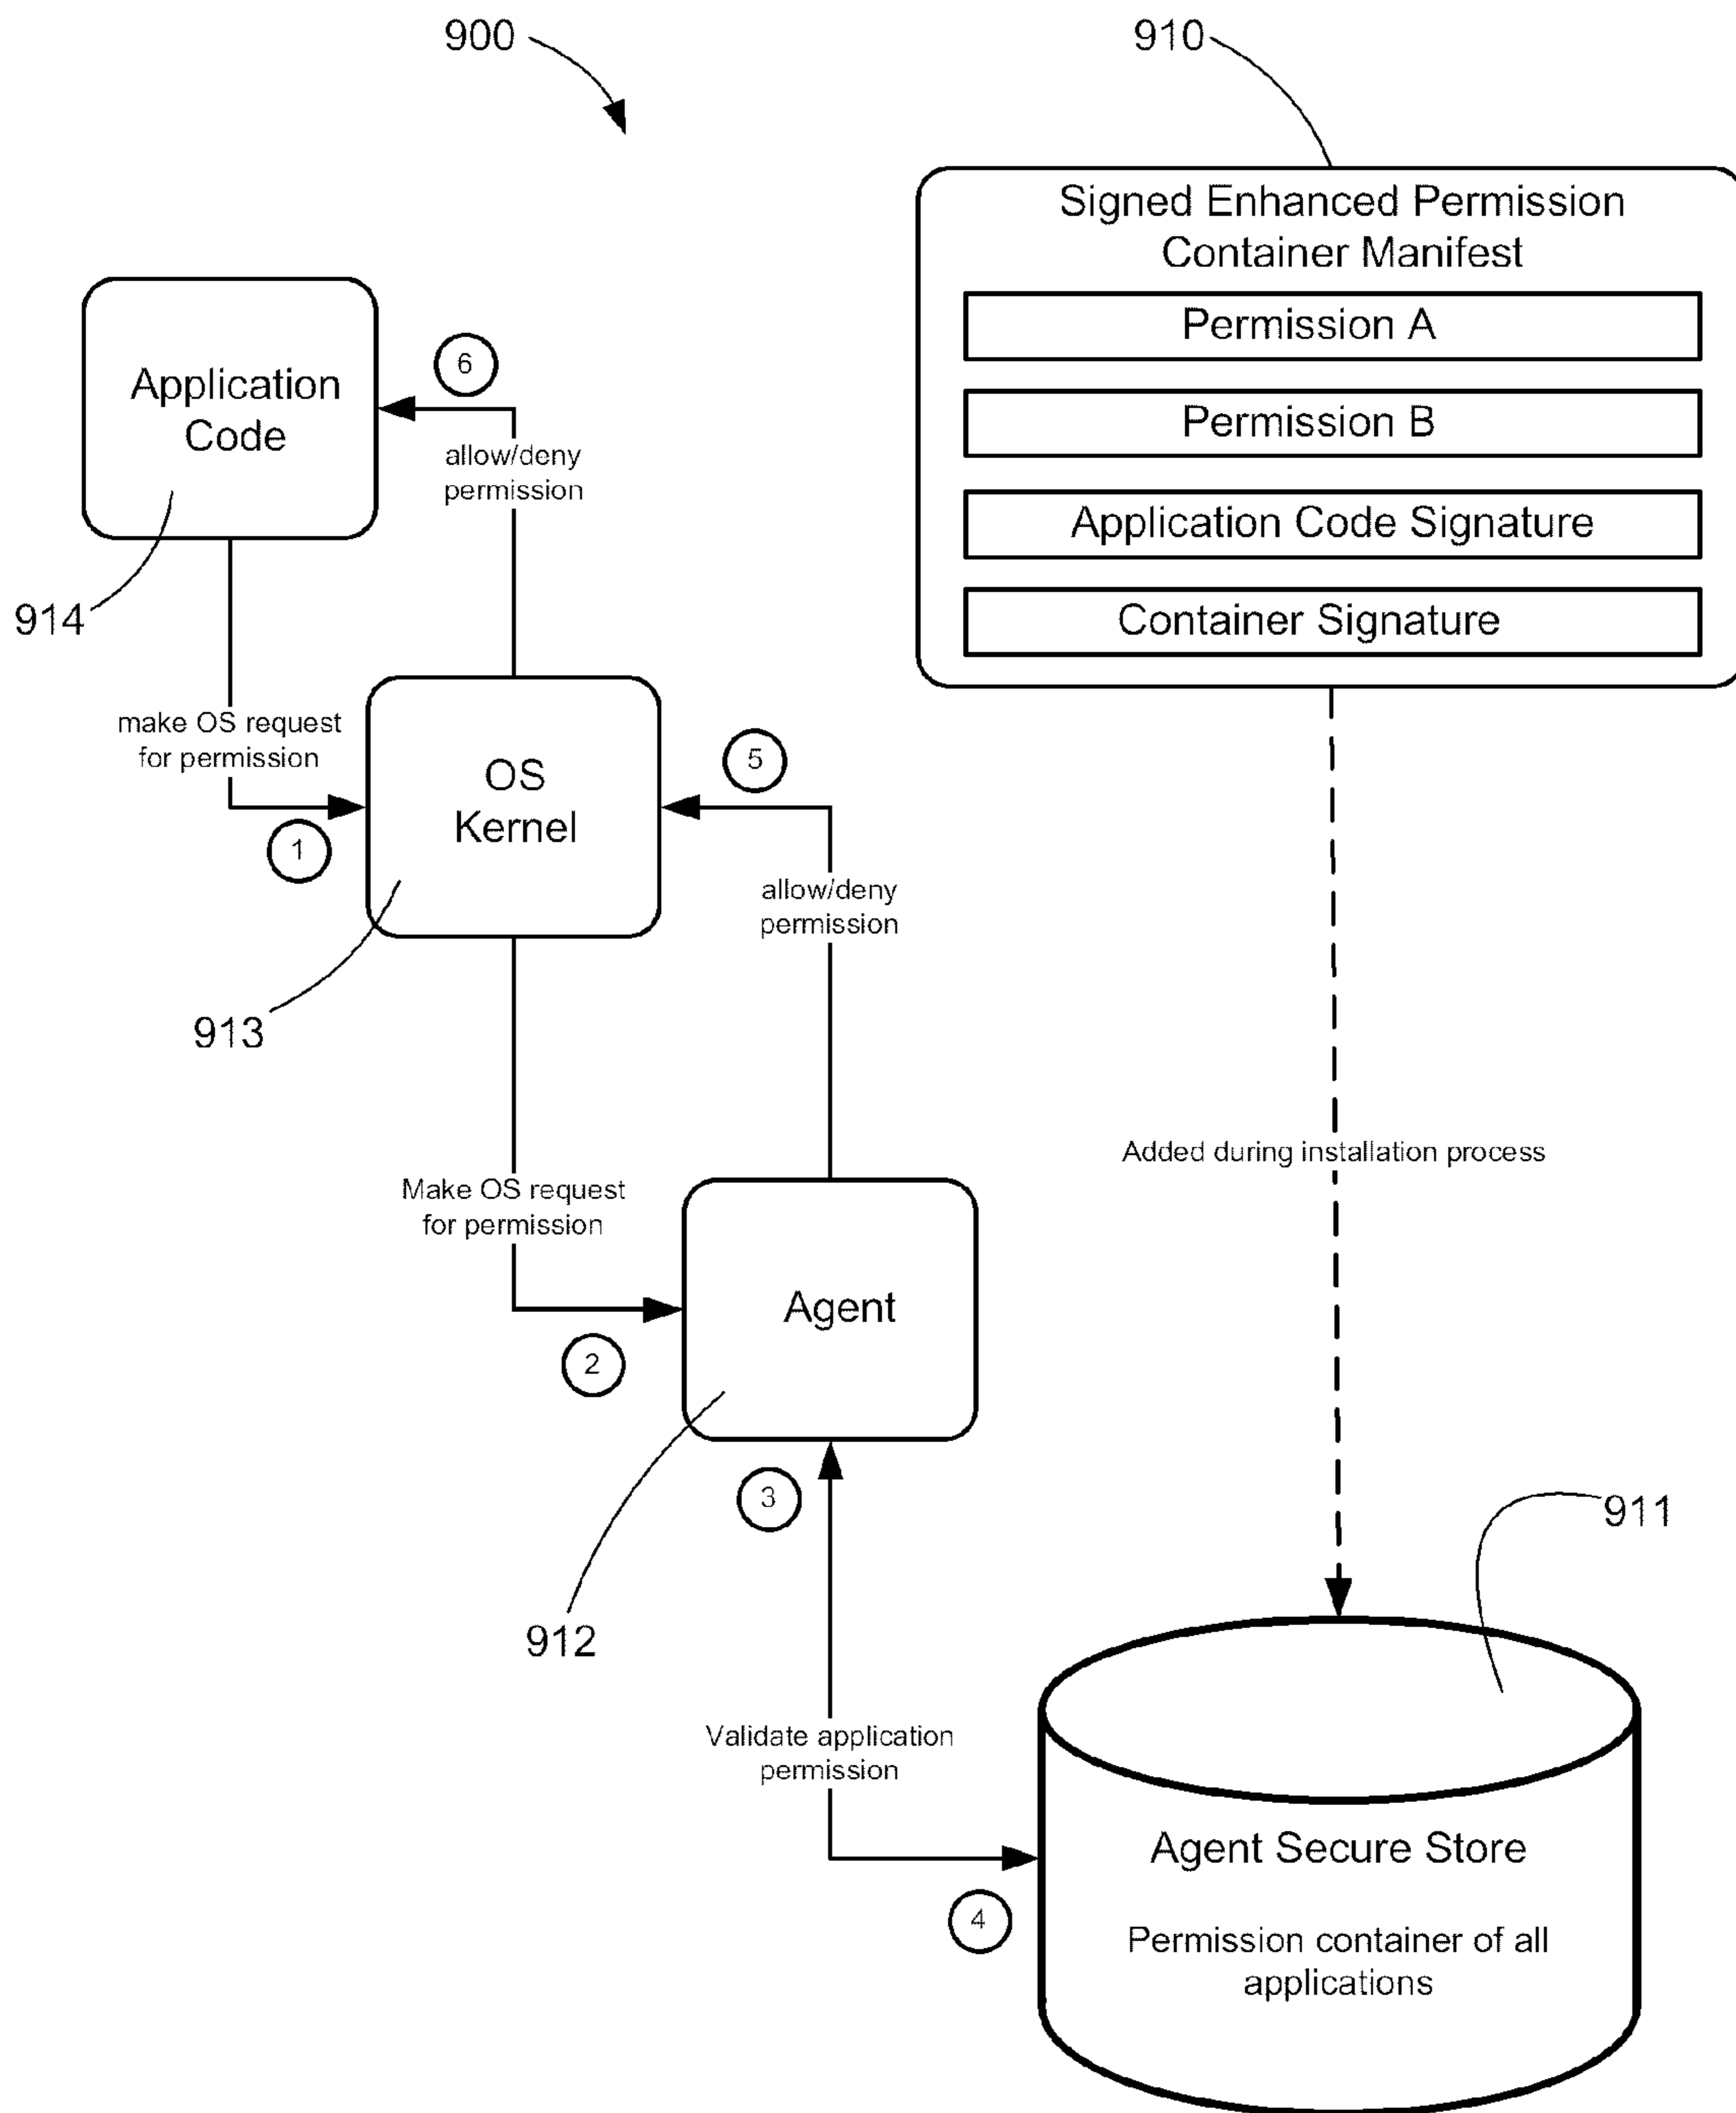 900
910
Signed Enhanced Permission
Container Manifest
Permission A
Permission B
Application Code Signature
Container Signature
Application
Code
6
allow/deny
permission
914
make OS request
for permission
1
OS
Kernel
5
allow/deny
permission
913
Added during installation process
Make OS request
for permission
Agent
2
3
911
912
Validate application
permission
Agent Secure Store
4
Permission container of all
applications